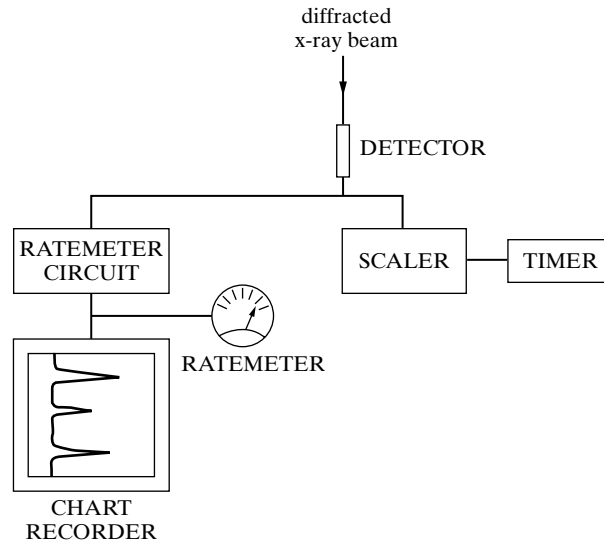 diffracted
x-ray beam
DETECTOR
RATEMETER
CIRCUIT
SCALER
TIMER
RATEMETER
CHART
RECORDER